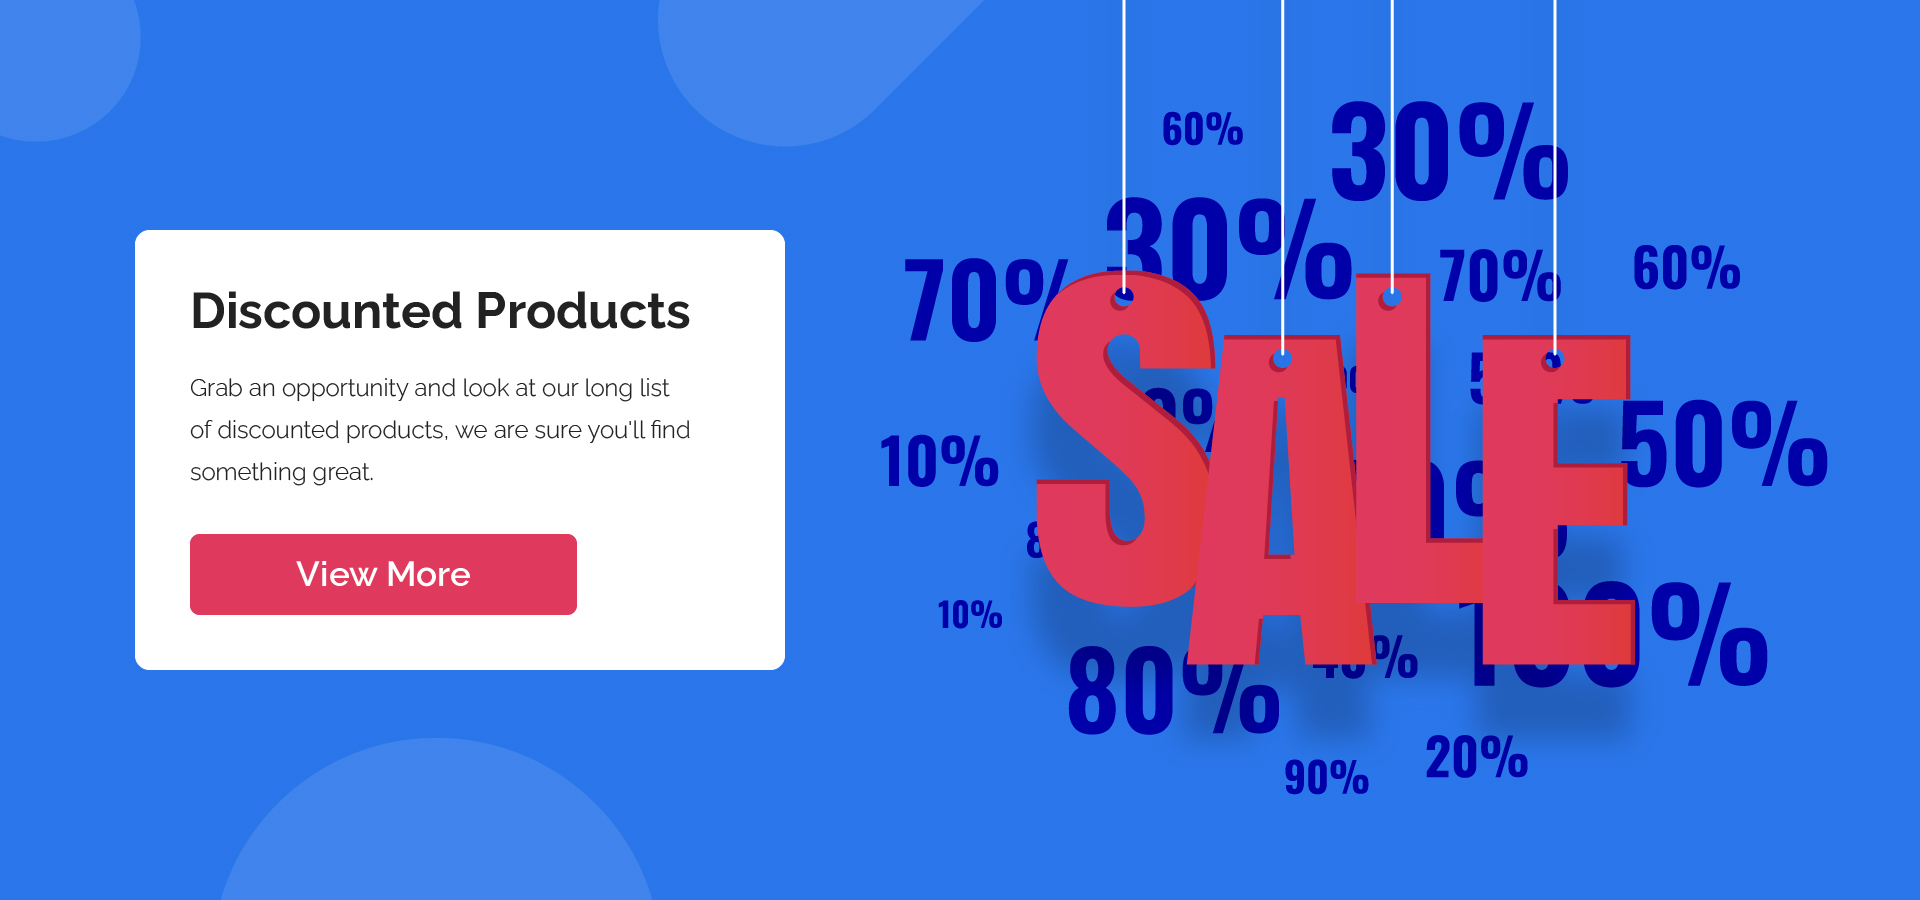 Discounted Products
Grab an opportunity and look at our long list
of discounted products, we are sure you'll find
something great.
View More
60%
30%
30%
70%
70%
60%
SALE
50%
10%
10%
80%
100%
90%
20%